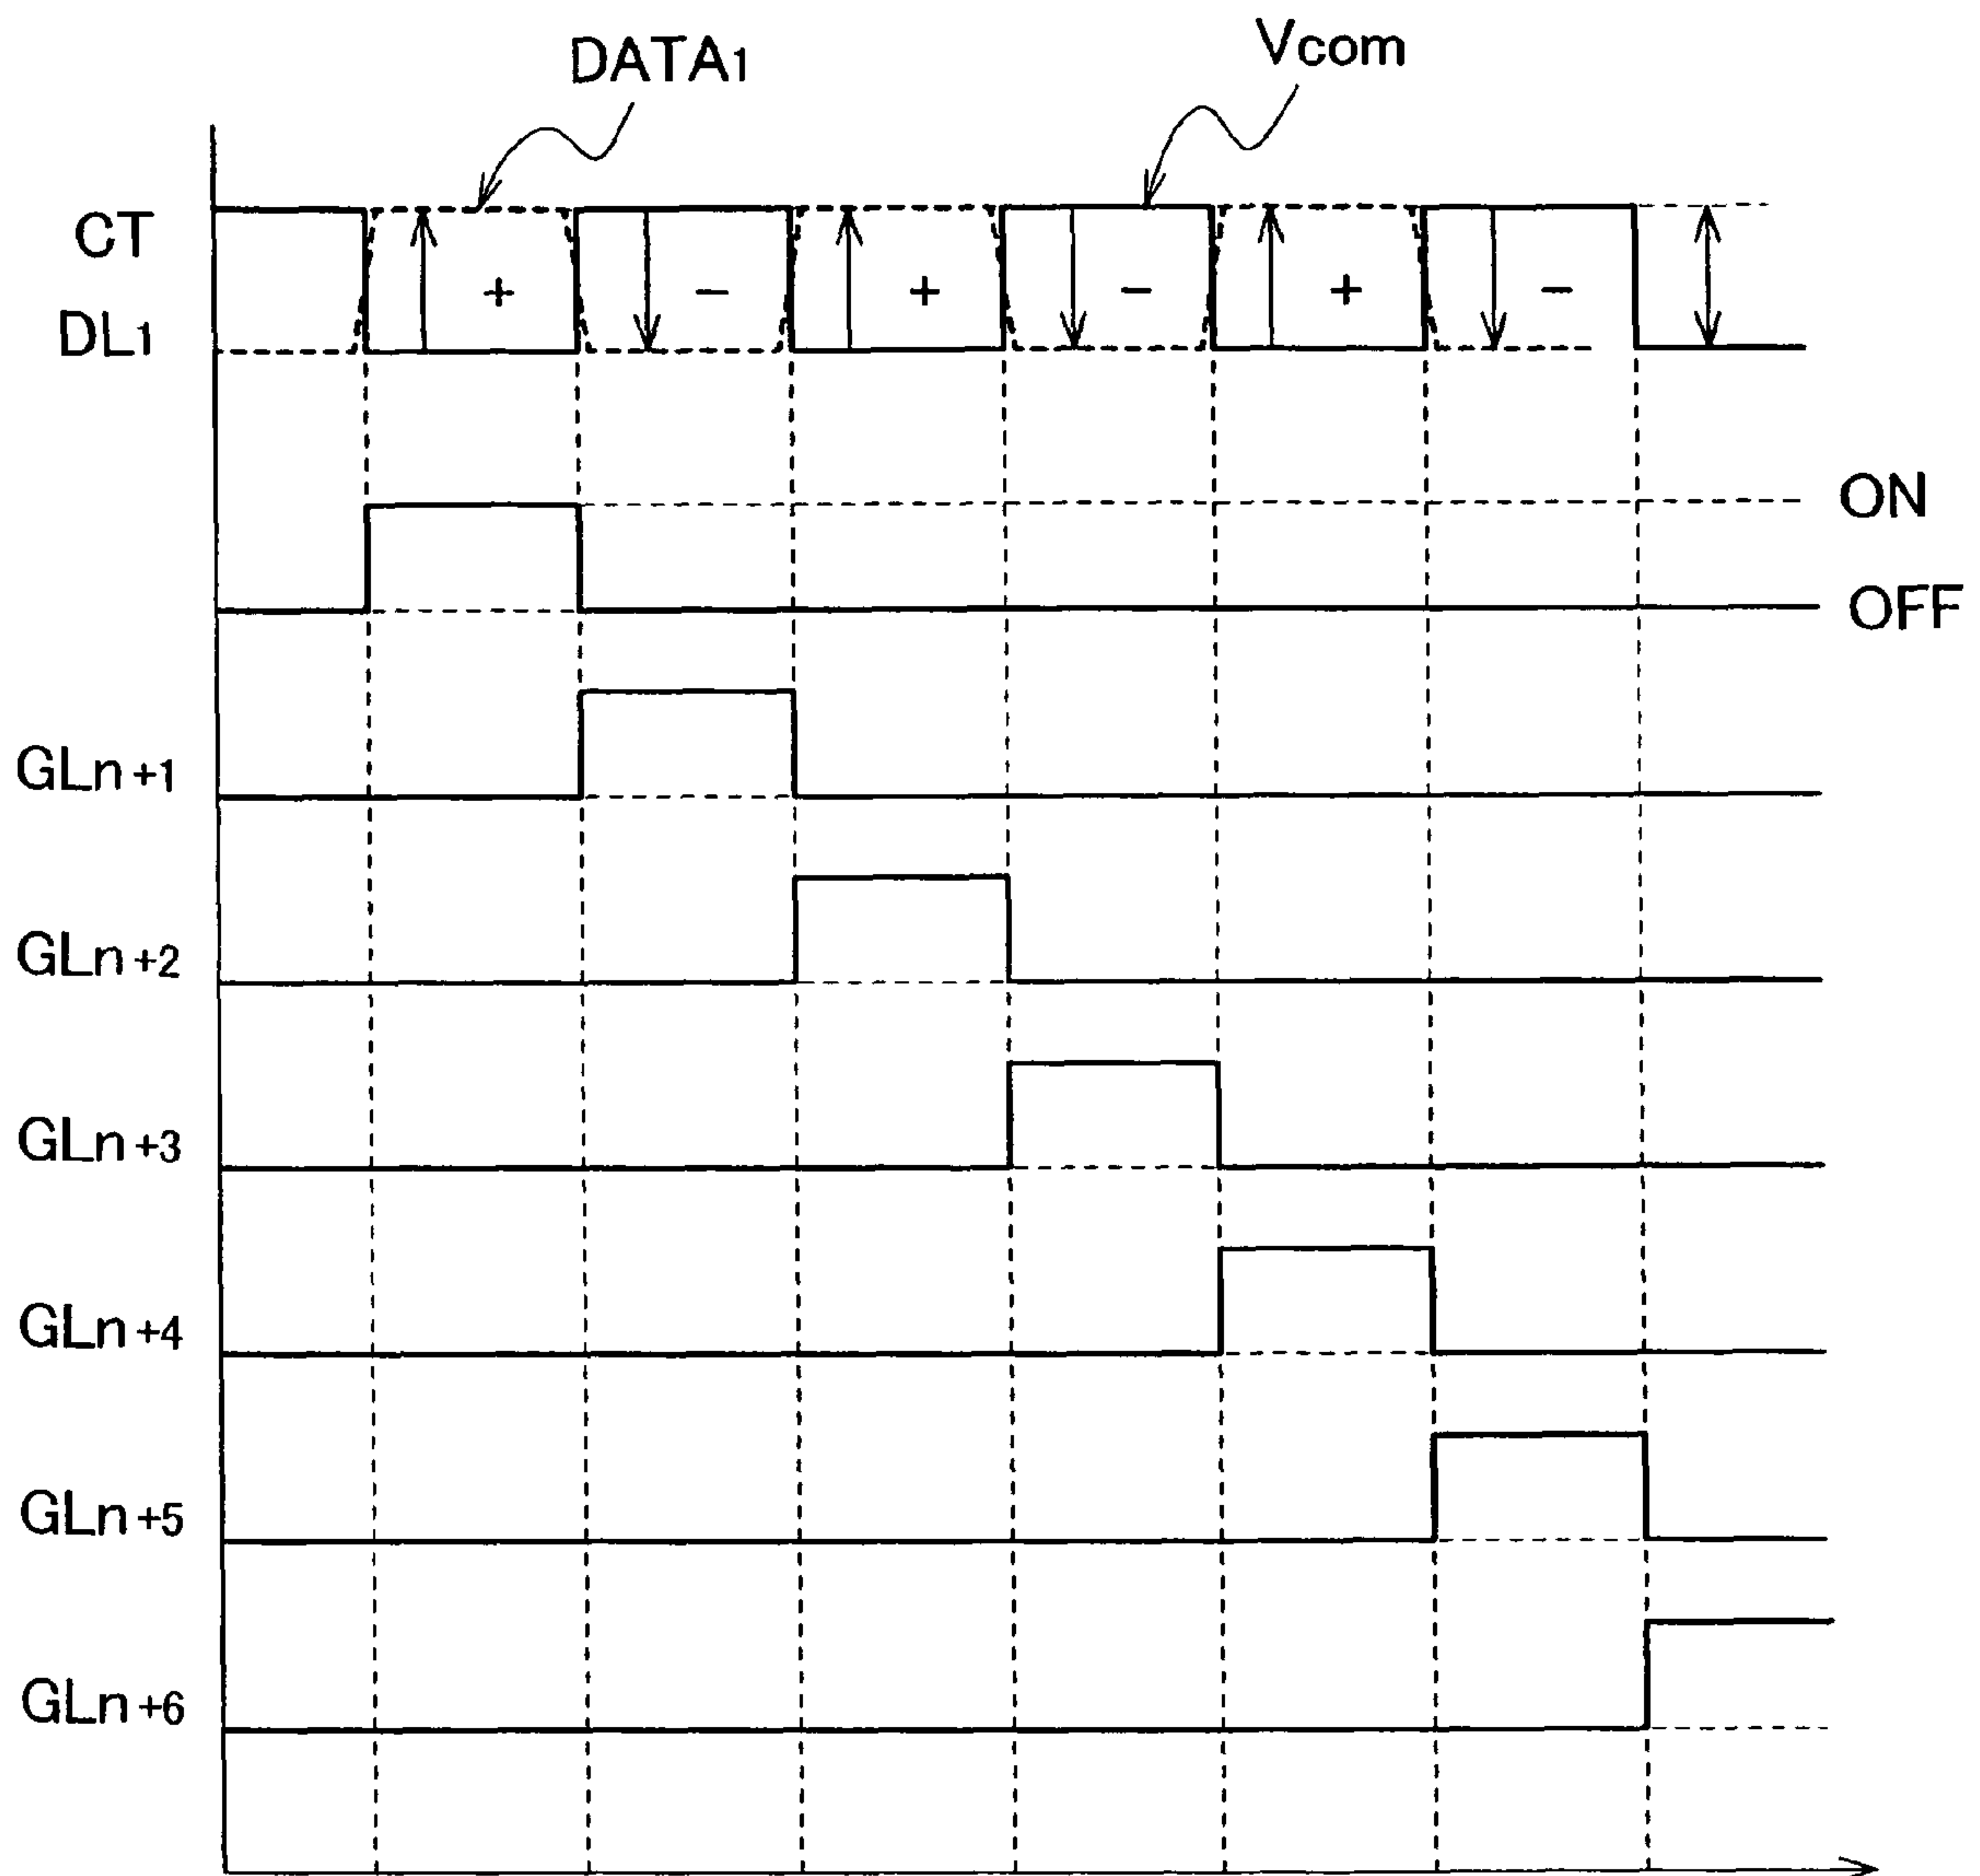 DATA1
Vcom
CT
+ - + - + -
DL1
ON
OFF
GLn+1
GLn+2
GLn+3
GLn+4
GLn+5
GLn+6